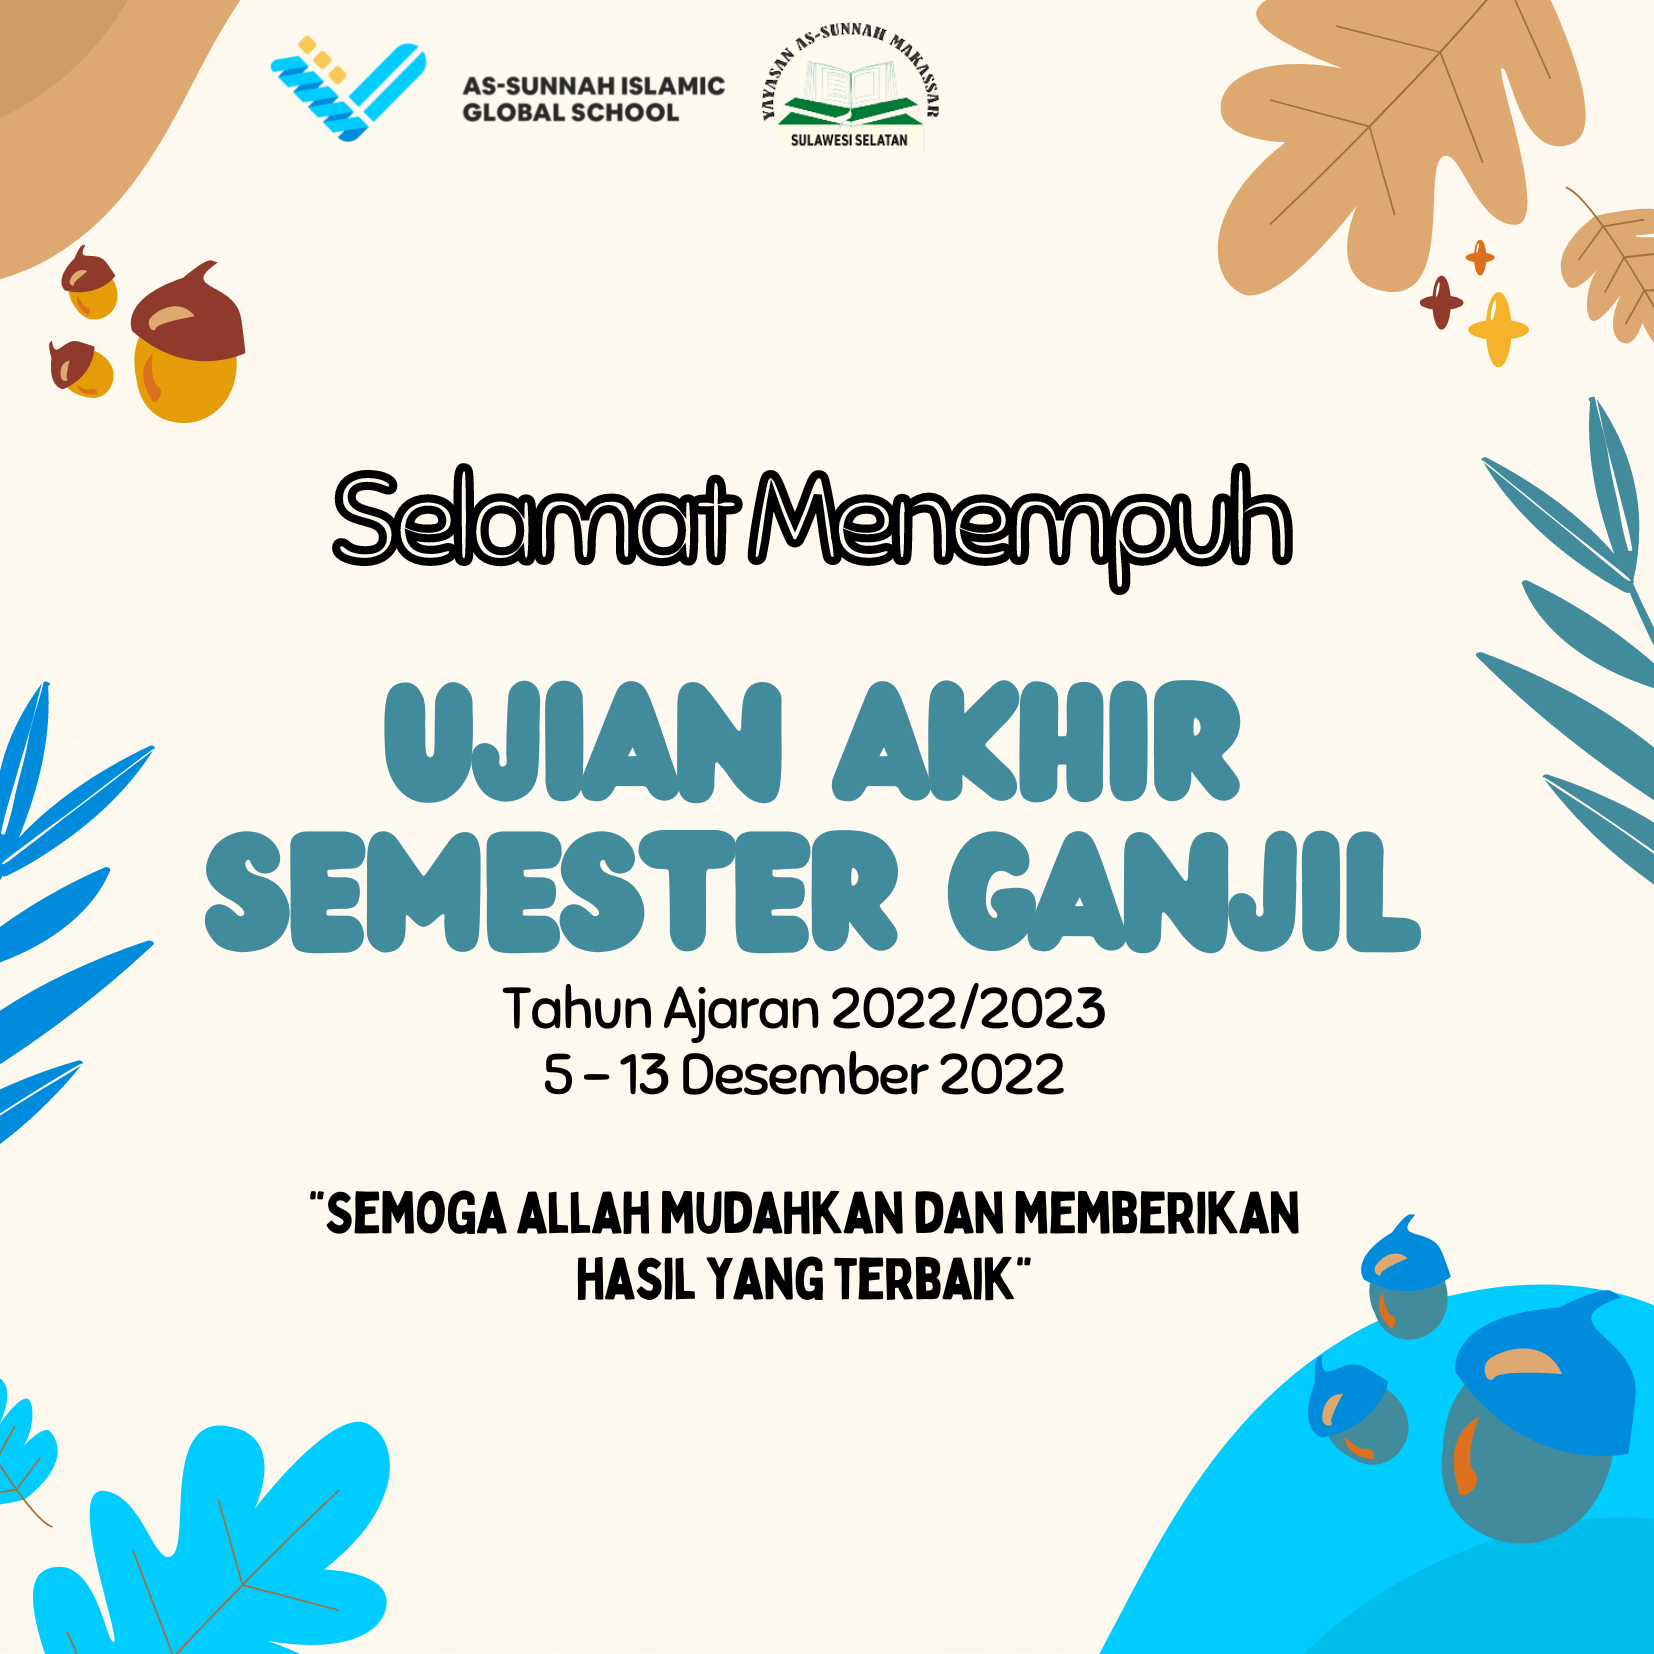 AS-SUNNAH ISLAMIC
GLOBAL SCHOOL
YAYASAN AS-SUNNAH MAKASSAR
SULAWESI SELATAN
Selamat Menempuh
UJIAN AKHIR
SEMESTER GANJIL
Tahun Ajaran 2022/2023
5 – 13 Desember 2022
"SEMOGA ALLAH MUDAHKAN DAN MEMBERIKAN
HASIL YANG TERBAIK"